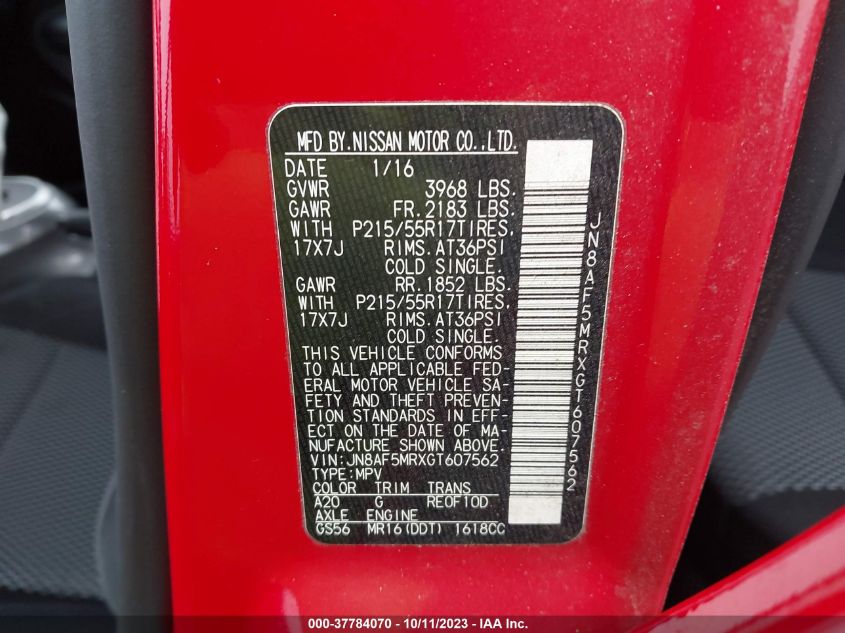 MFD BY.NISSAN MOTOR CO.,LTD.
DATE 1/16
GVWR 3968 LBS.
GAWR FR.2183 LBS.
WITH P215/55R17TIRES,
17X7J RIMS.AT36PSI
COLD SINGLE.
GAWR RR.1852 LBS.
WITH P215/55R17TIRES,
17X7J RIMS.AT36PSI
COLD SINGLE.
THIS VEHICLE CONFORMS
TO ALL APPLICABLE FED-
ERAL MOTOR VEHICLE SA-
FETY AND THEFT PREVEN-
TION STANDARDS IN EFF-
ECT ON THE DATE OF MA-
NUFACTURE SHOWN ABOVE.
VIN:JN8AF5MRXGT607562
TYPE:MPV
COLOR TRIM TRANS
A20 G RE0F10D
AXLE ENGINE
GS56 MR16(DDT) 1618CC
JN8AF5MRXGT607562
000-37784070 - 10/11/2023 - IAA Inc.